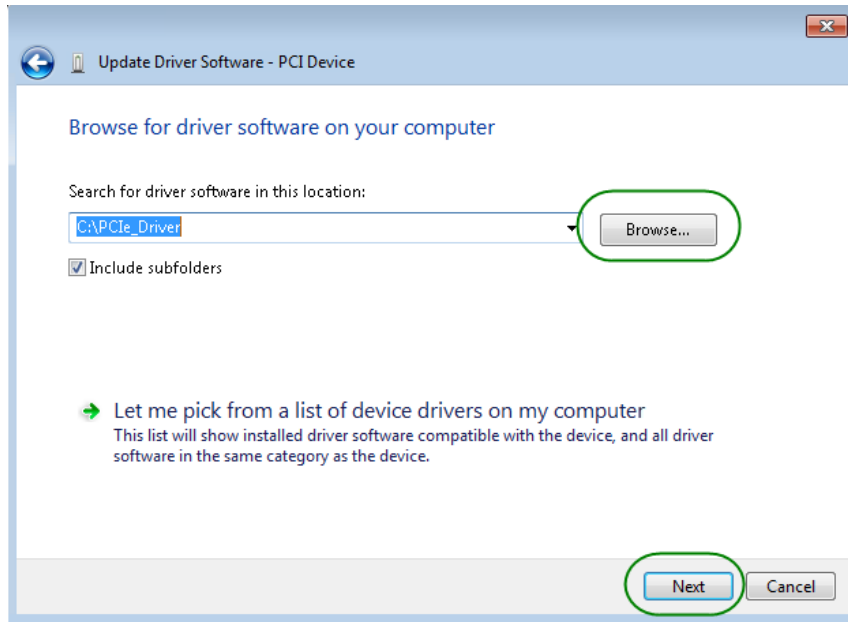 Update Driver Software - PCI Device
Browse for driver software on your computer
Search for driver software in this location:
C:\PCIe_Driver
Browse...
Include subfolders
Let me pick from a list of device drivers on my computer
This list will show installed driver software compatible with the device, and all driver
software in the same category as the device.
Next
Cancel